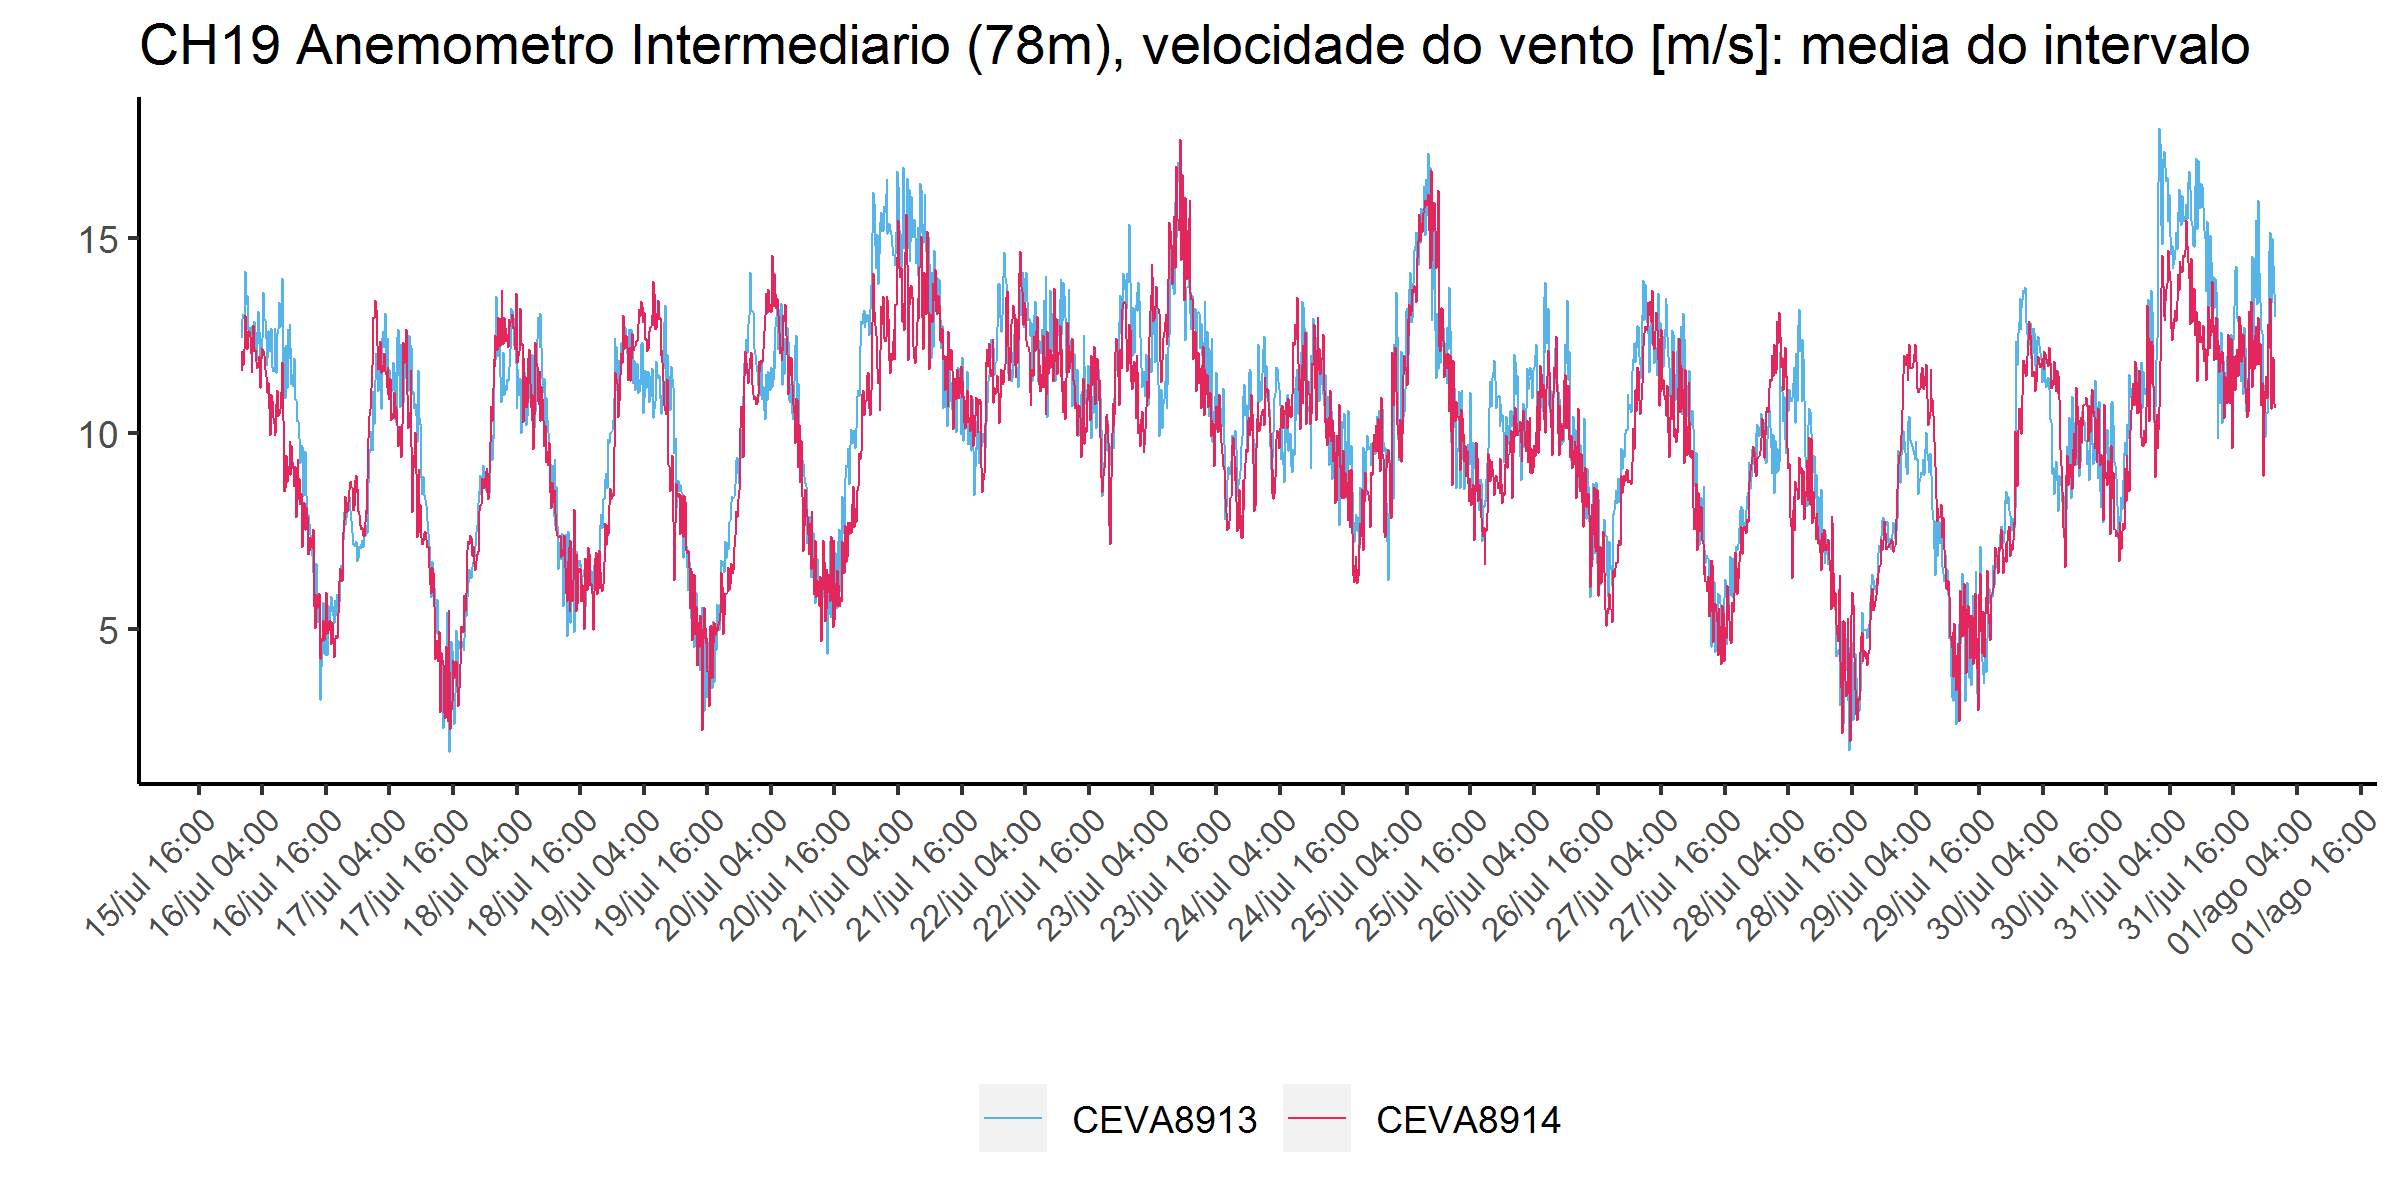 CH19 Anemometro Intermediario (78m), velocidade do vento [m/s]: media do intervalo
15
10
5
15/jul 16:00
16/jul 04:00
16/jul 16:00
17/jul 04:00
17/jul 16:00
18/jul 04:00
18/jul 16:00
19/jul 04:00
19/jul 16:00
20/jul 04:00
20/jul 16:00
21/jul 04:00
21/jul 16:00
22/jul 04:00
22/jul 16:00
23/jul 04:00
23/jul 16:00
24/jul 04:00
24/jul 16:00
25/jul 04:00
25/jul 16:00
26/jul 04:00
26/jul 16:00
27/jul 04:00
27/jul 16:00
28/jul 04:00
28/jul 16:00
29/jul 04:00
29/jul 16:00
30/jul 04:00
30/jul 16:00
31/jul 04:00
31/jul 16:00
01/ago 04:00
01/ago 16:00
CEVA8913
CEVA8914